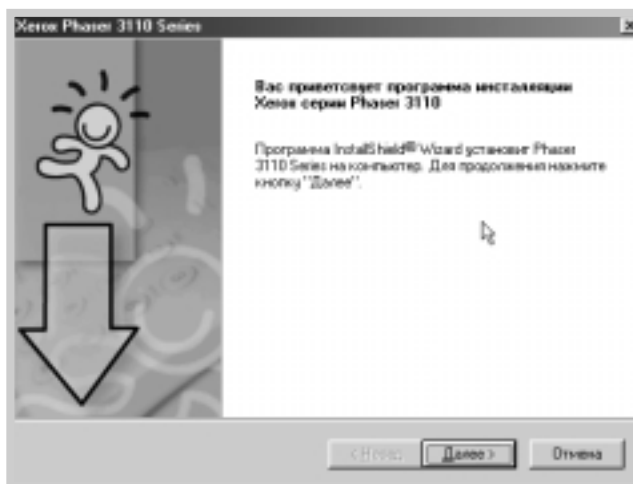 Xerox Phaser 3110 Series
Вас приветсвует программа инсталляции
Xerox серии Phaser 3110
Программа InstallShield® Wizard установит Phaser
3110 Series на компьютер. Для продолжения нажмите
кнопку "Далее".
< Назад
Далее >
Отмена